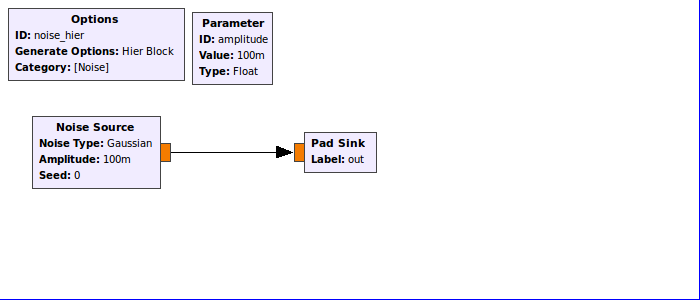 Options
ID: noise_hier
Generate Options: Hier Block
Category: [Noise]
Parameter
ID: amplitude
Value: 100m
Type: Float
Noise Source
Noise Type: Gaussian
Amplitude: 100m
Seed: 0
Pad Sink
Label: out